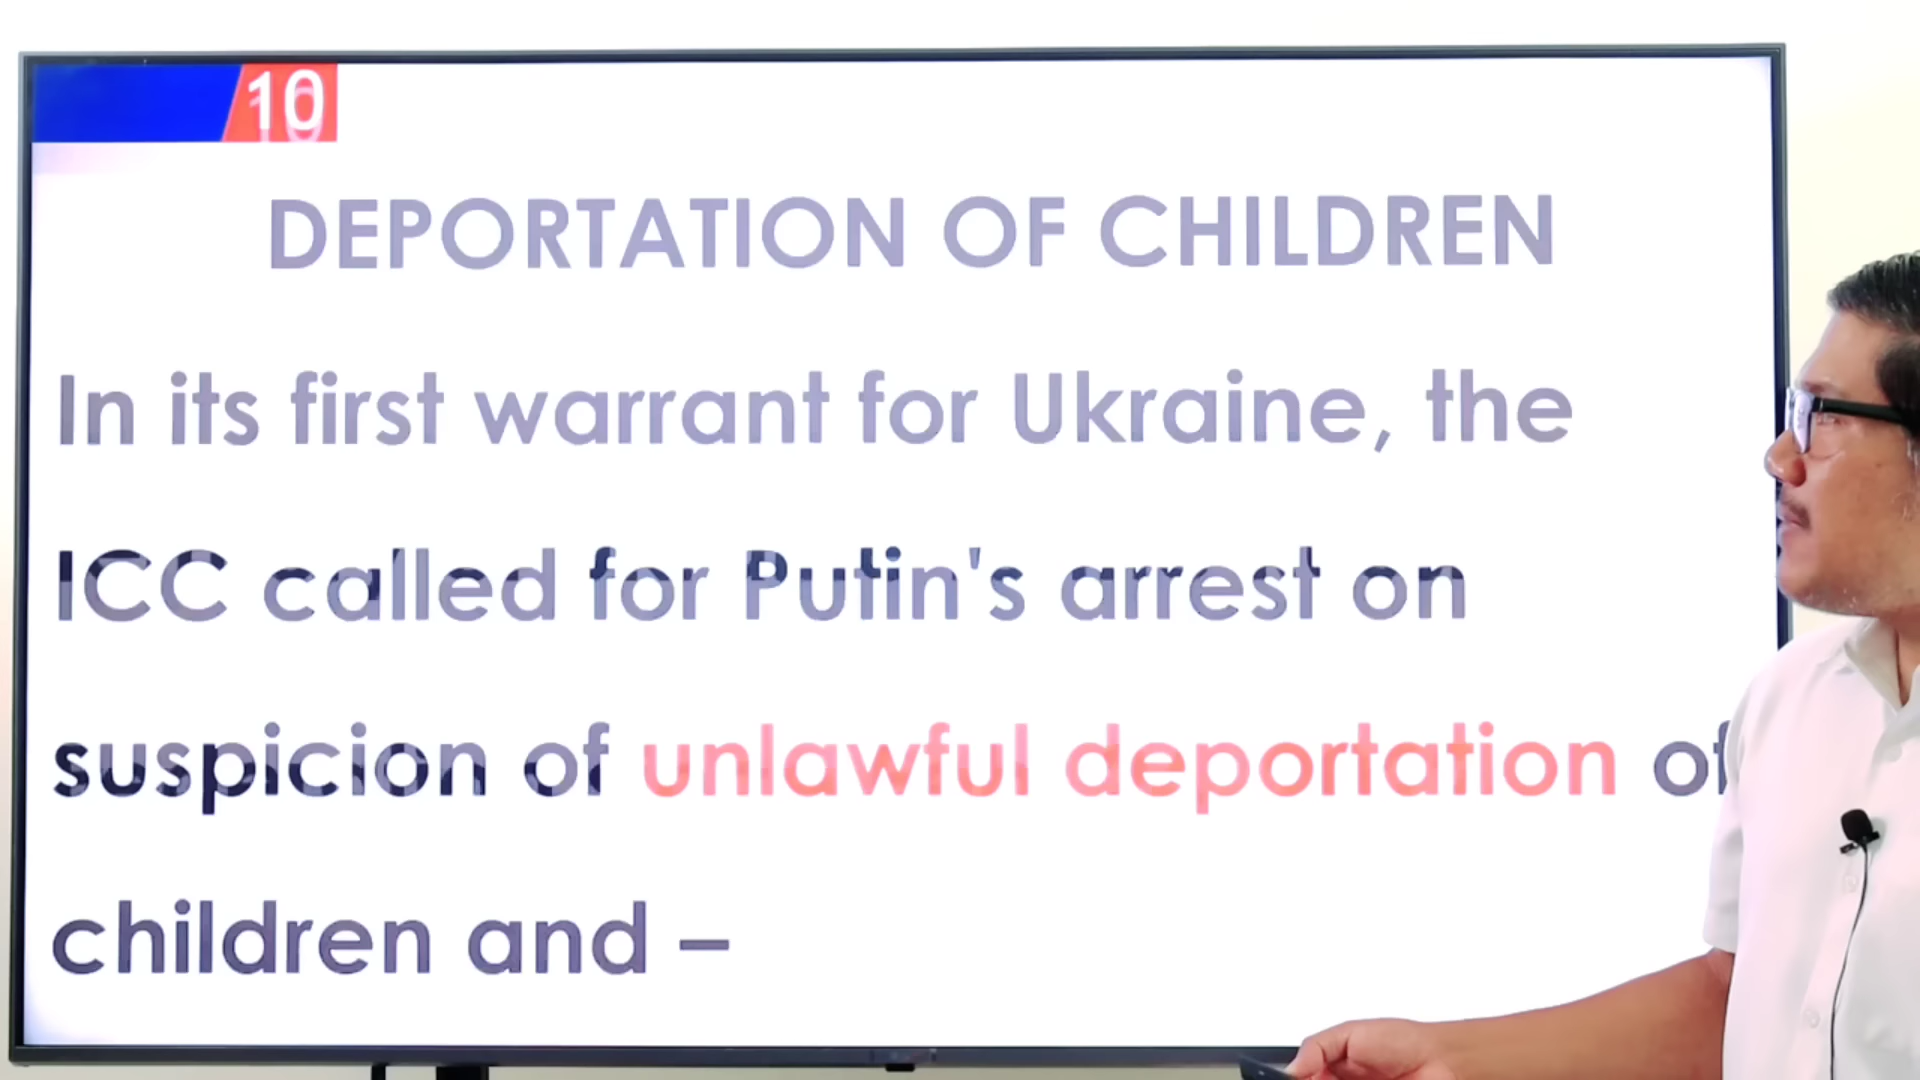 10
DEPORTATION OF CHILDREN
In its first warrant for Ukraine, the
ICC called for Putin's arrest on
suspicion of unlawful deportation of
children and –